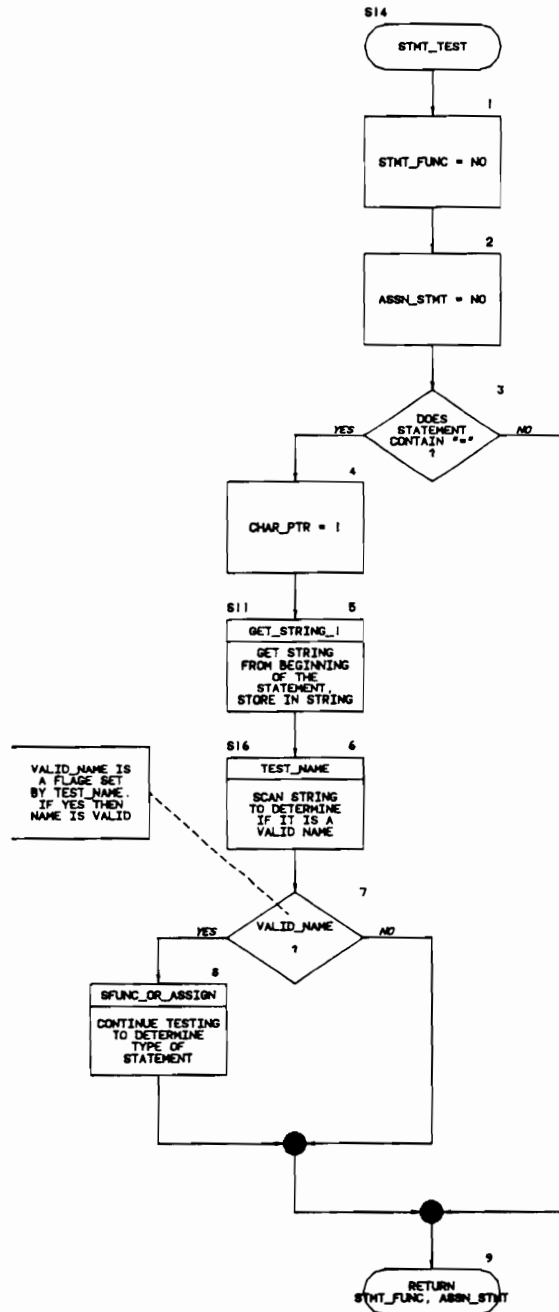 S14
STMT_TEST
1
STMT_FUNC = NO
2
ASSN_STMT = NO
3
DOES
STATEMENT
CONTAIN "="
?
YES
NO
4
CHAR_PTR = 1
S11
5
GET_STRING_1
GET STRING
FROM BEGINNING
OF THE
STATEMENT,
STORE IN STRING
S16
6
TEST_NAME
SCAN STRING
TO DETERMINE
IF IT IS A
VALID NAME
VALID_NAME IS
A FLAGE SET
BY TEST_NAME.
IF YES THEN
NAME IS VALID
7
VALID_NAME
?
YES
NO
8
SFUNC_OR_ASSIGN
CONTINUE TESTING
TO DETERMINE
TYPE OF
STATEMENT
9
RETURN
STMT_FUNC, ASSN_STMT